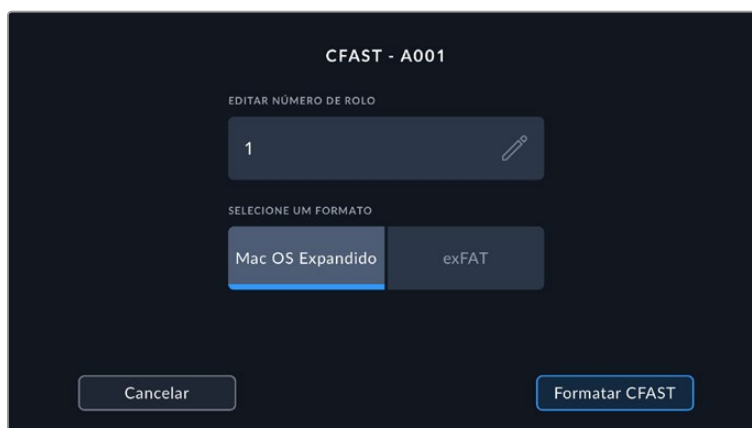 CFAST - A001
EDITAR NÚMERO DE ROLO
1
SELECIONE UM FORMATO
Mac OS Expandido exFAT
Cancelar Formatar CFAST